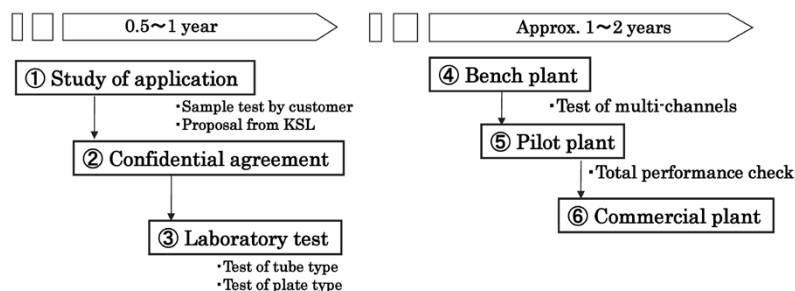 0.5～1 year
① Study of application
・Sample test by customer
・Proposal from KSL
② Confidential agreement
③ Laboratory test
・Test of tube type
・Test of plate type
Approx. 1～2 years
④ Bench plant
・Test of multi-channels
⑤ Pilot plant
・Total performance check
⑥ Commercial plant